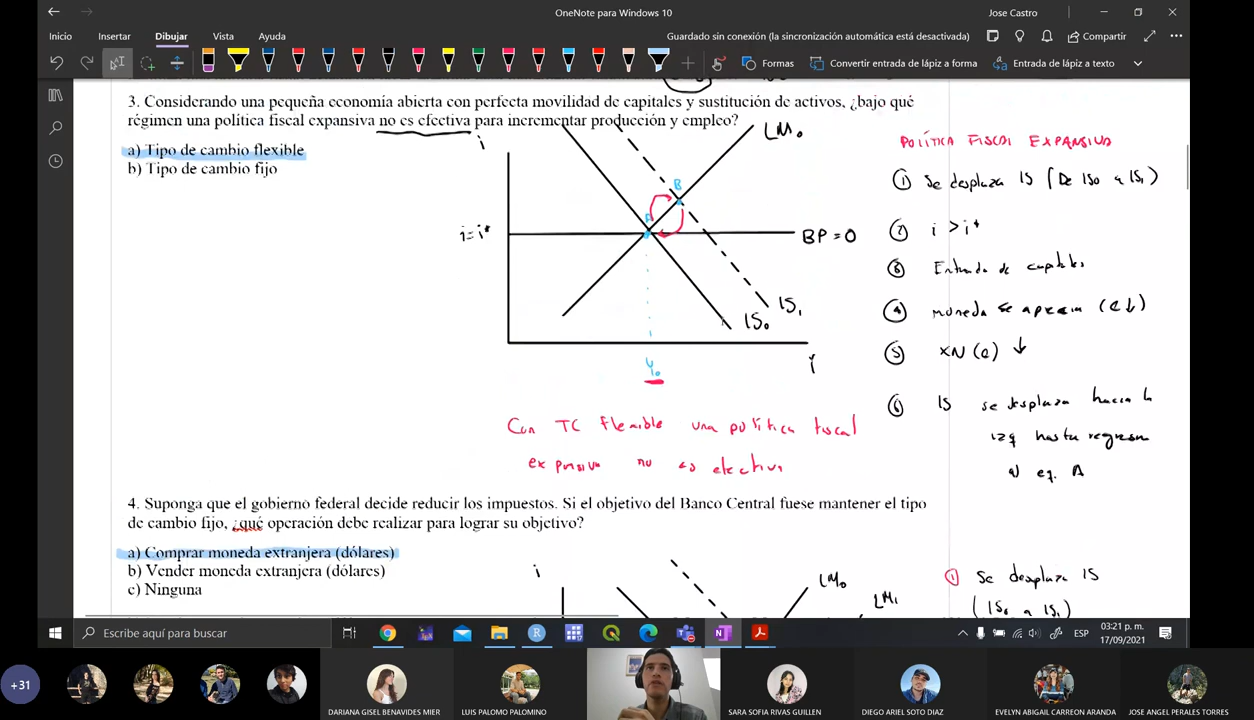 OneNote para Windows 10
Jose Castro
Inicio Insertar Dibujar Vista Ayuda
Guardado sin conexión (la sincronización automática está desactivada)
Compartir
Formas
Convertir entrada de lápiz a forma
Entrada de lápiz a texto
3. Considerando una pequeña economía abierta con perfecta movilidad de capitales y sustitución de activos, ¿bajo qué
régimen una política fiscal expansiva no es efectiva para incrementar producción y empleo?
a) Tipo de cambio flexible
b) Tipo de cambio fijo
i
LM₀
B
A
i=i*
BP=0
IS₁
IS₀
i
Y₀
Con TC flexible una política fiscal
expansiva no es efectiva
POLÍTICA FISCAL EXPANSIVA
① Se desplaza IS (De IS0 a IS₁)
② i > i*
③ Entrada de capitales
④ moneda se aprecia (e↓)
⑤ XN(e) ↓
⑥ IS se desplaza hacia la
izq hasta regresar
al eq. A
4. Suponga que el gobierno federal decide reducir los impuestos. Si el objetivo del Banco Central fuese mantener el tipo
de cambio fijo, ¿qué operación debe realizar para lograr su objetivo?
a) Comprar moneda extranjera (dólares)
b) Vender moneda extranjera (dólares)
c) Ninguna
i
LM₀
LM₁
① Se desplaza IS
(IS₀ a IS₁)
Escribe aquí para buscar
ESP
03:21 p. m.
17/09/2021
+31
DARIANA GISEL BENAVIDES MIER
LUIS PALOMO PALOMINO
SARA SOFIA RIVAS GUILLEN
DIEGO ARIEL SOTO DIAZ
EVELYN ABIGAIL CARREON ARANDA
JOSE ANGEL PERALES TORRES